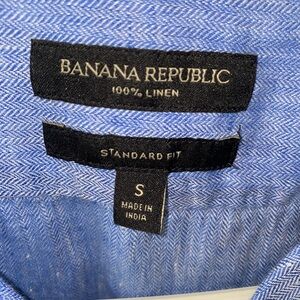 BANANA REPUBLIC
100% LINEN
STANDARD FIT
S
MADE IN
INDIA